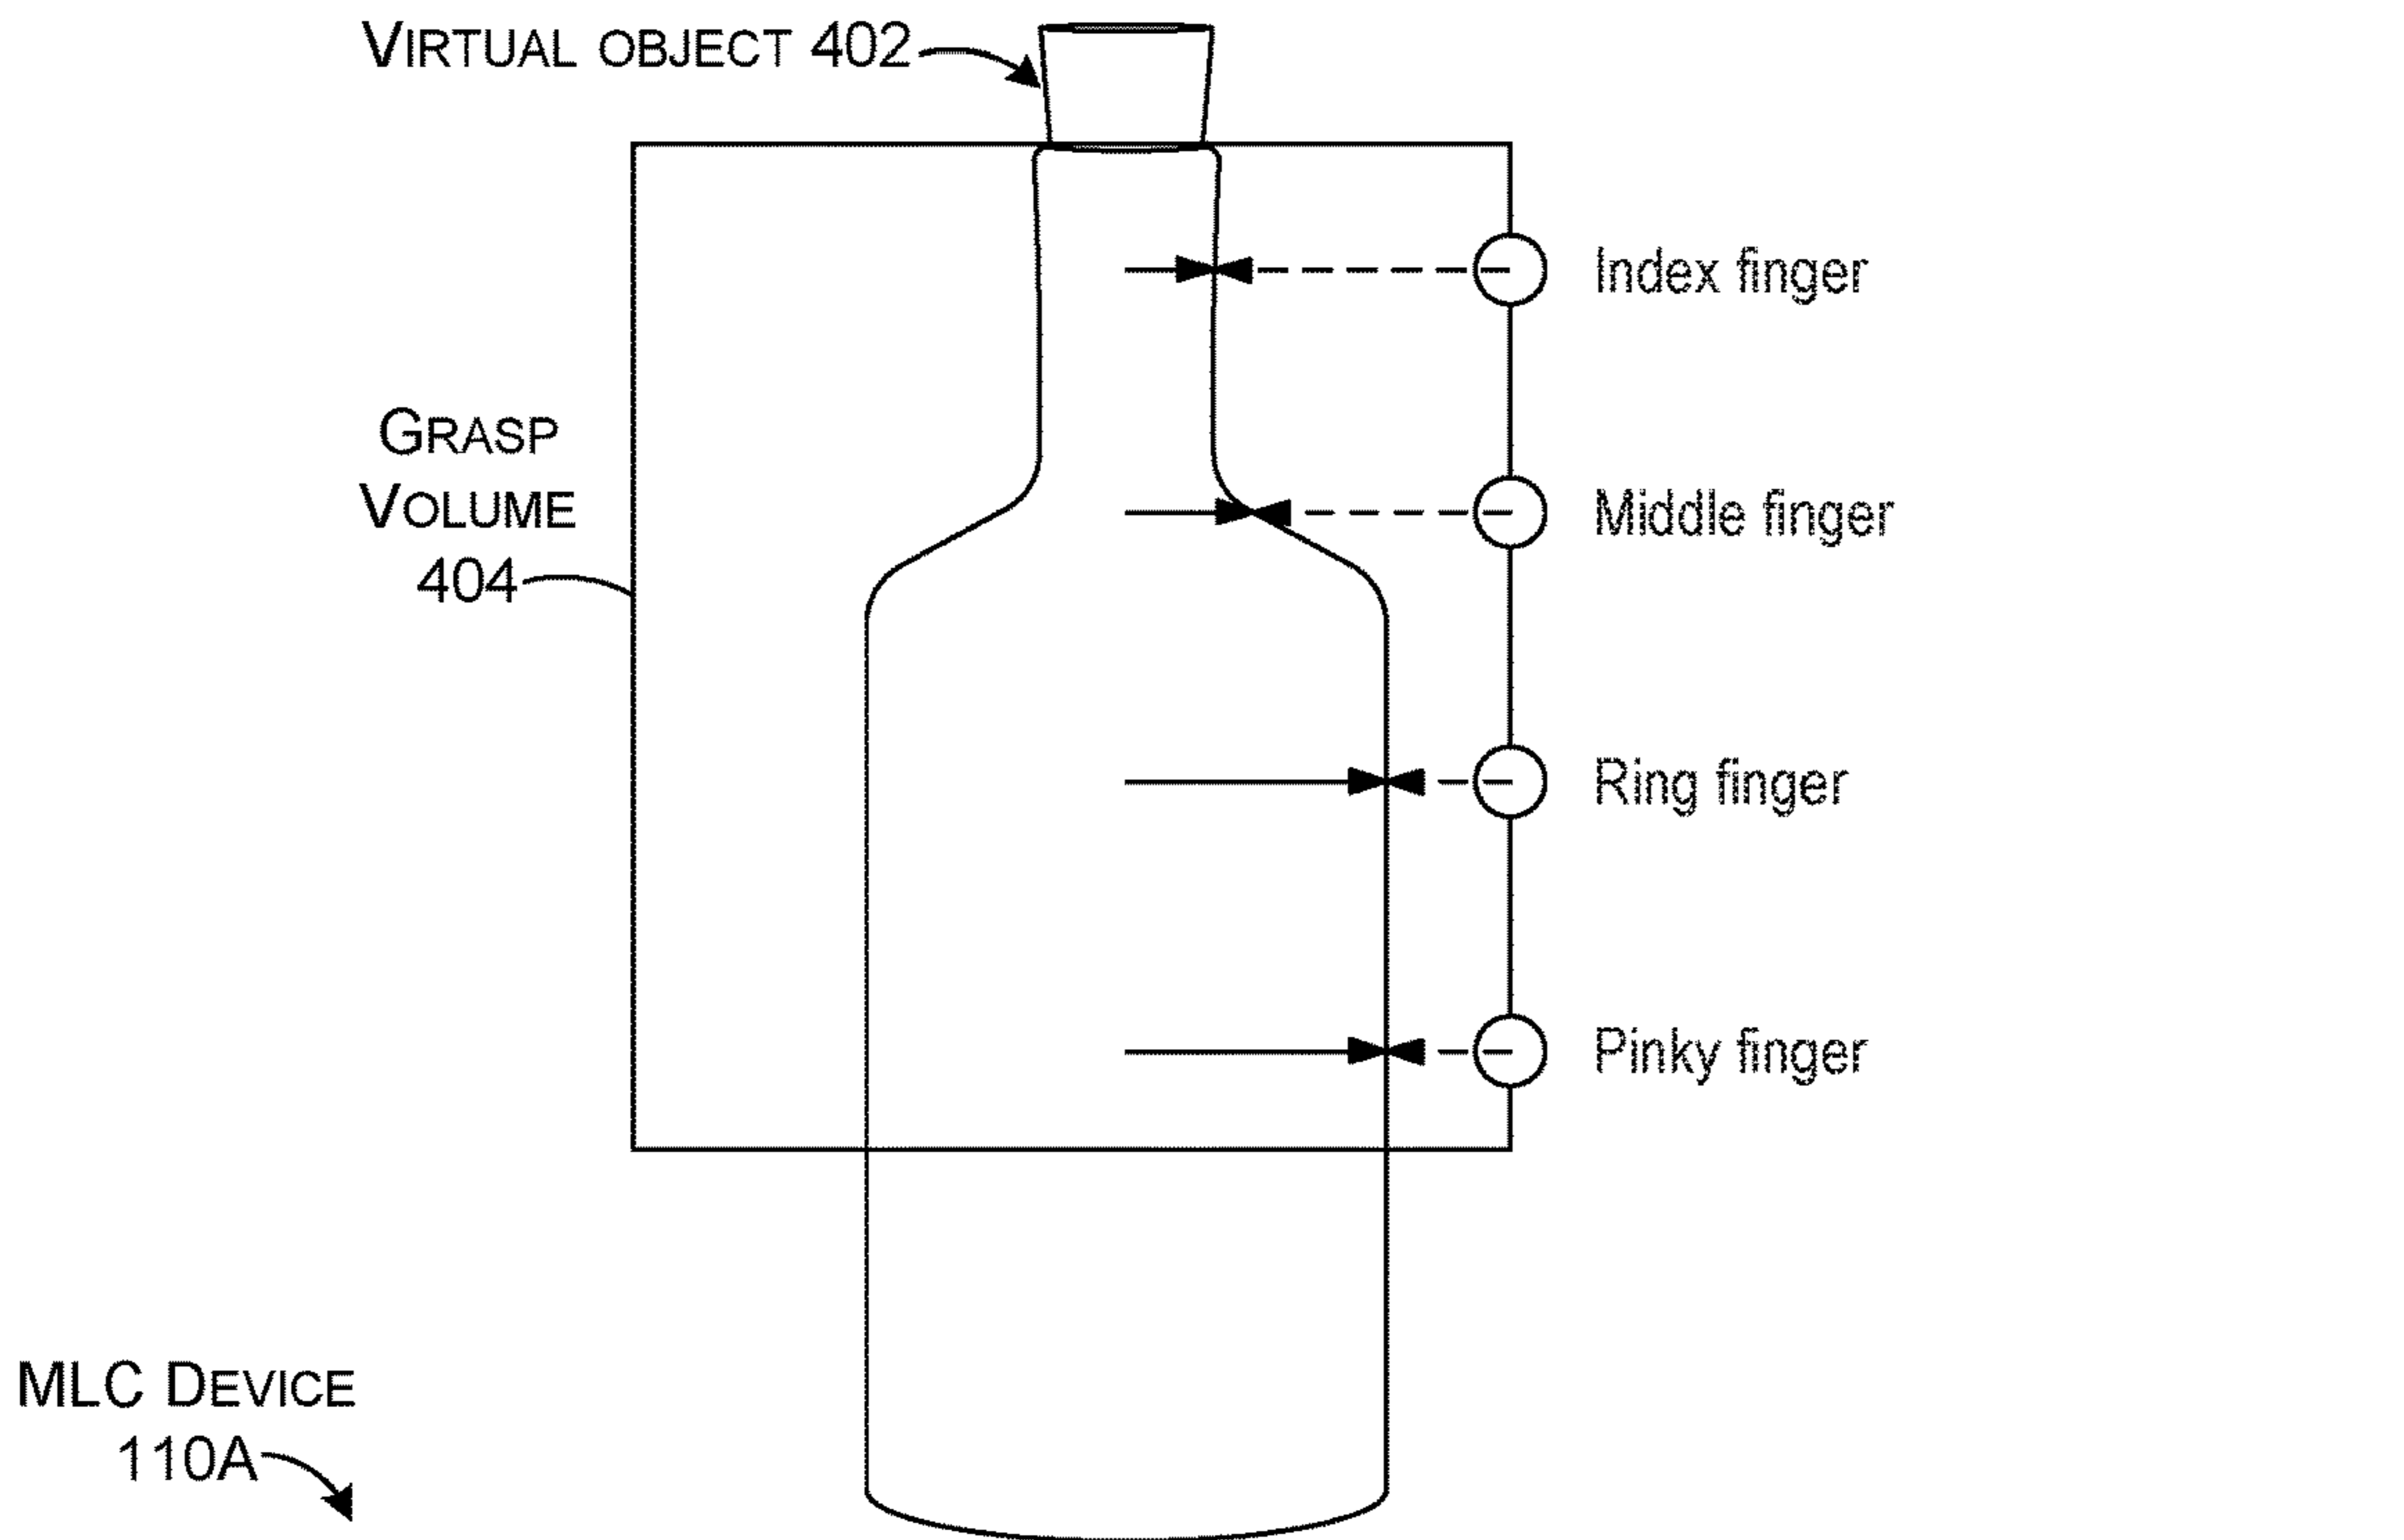 VIRTUAL OBJECT 402
Index finger
GRASP
VOLUME
404
Middle finger
Ring finger
Pinky finger
MLC DEVICE
110A